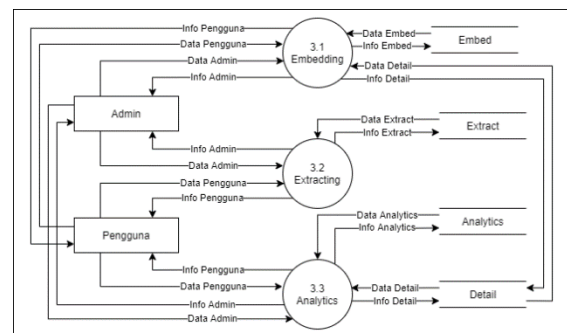 Info Pengguna
Data Pengguna
Data Admin
Info Admin
3.1
Embedding
Data Embed
Info Embed
Embed
Data Detail
Info Detail
Admin
Info Admin
Data Admin
Data Pengguna
Info Pengguna
3.2
Extracting
Data Extract
Info Extract
Extract
Pengguna
Info Pengguna
Data Pengguna
Info Admin
Data Admin
3.3
Analytics
Data Analytics
Info Analytics
Analytics
Data Detail
Info Detail
Detail